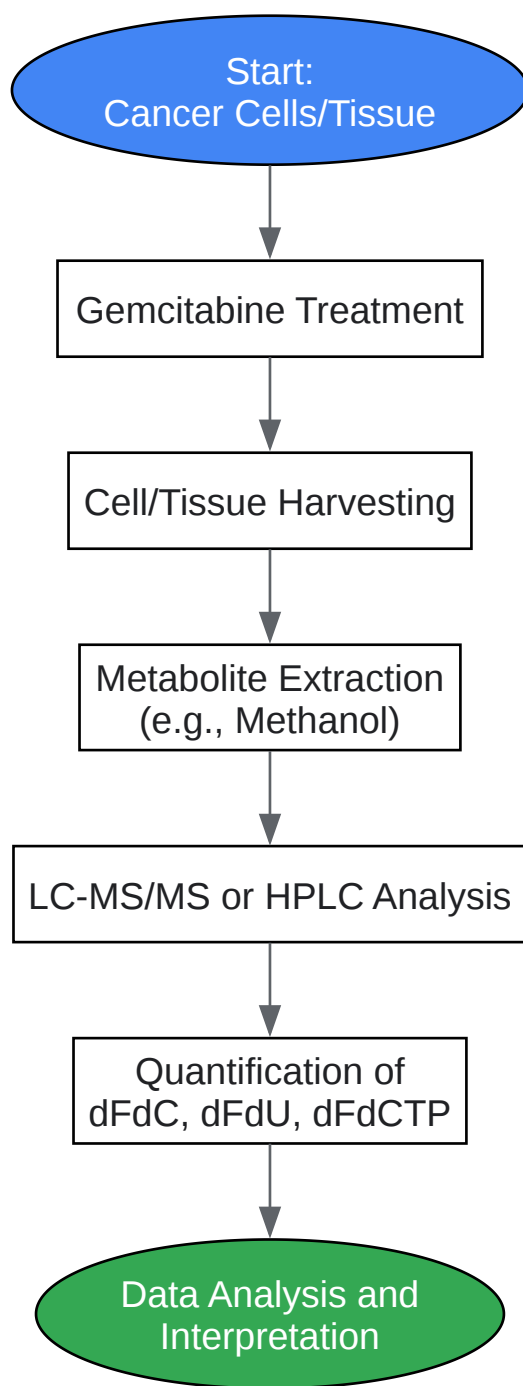 Start:
Cancer Cells/Tissue
Gemcitabine Treatment
Cell/Tissue Harvesting
Metabolite Extraction
(e.g., Methanol)
LC-MS/MS or HPLC Analysis
Quantification of
dFdC, dFdU, dFdCTP
Data Analysis and
Interpretation